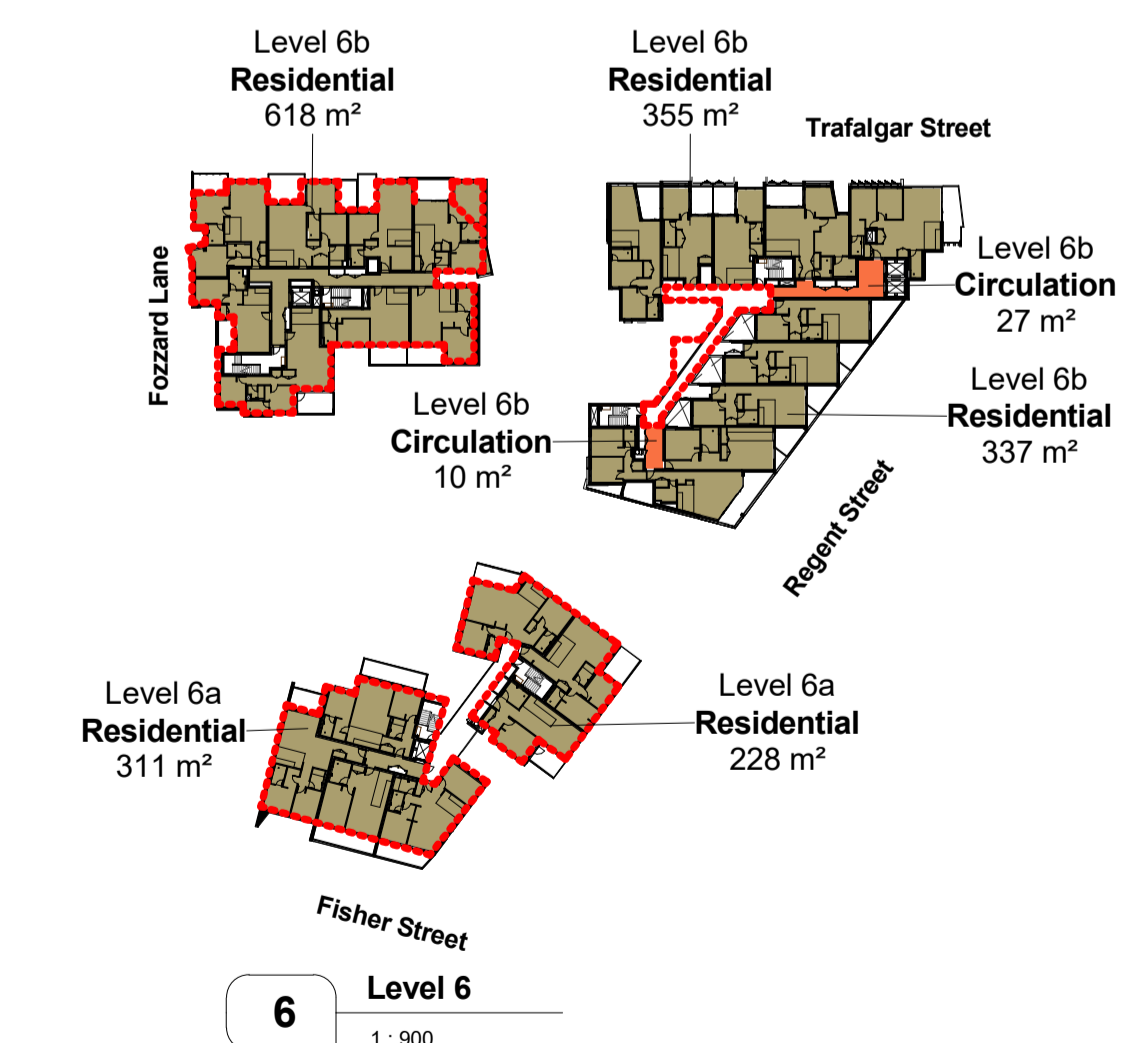 Level 6b
Residential
618 m²
Level 6b
Residential
355 m²
Trafalgar Street
Fozzard Lane
Level 6b
Circulation
27 m²
Level 6b
Residential
337 m²
Level 6b
Circulation
10 m²
Regent Street
Level 6a
Residential
311 m²
Level 6a
Residential
228 m²
Fisher Street
6
Level 6
1 : 900